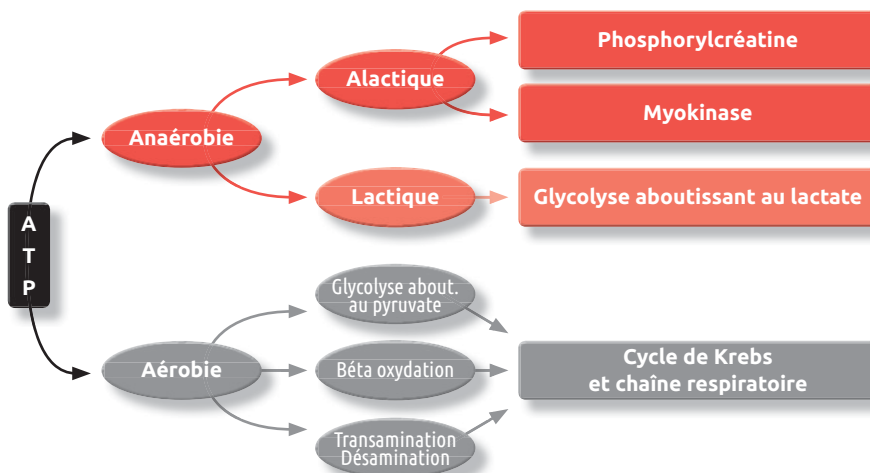 Phosphorylcréatine
Alactique
Myokinase
Anaérobie
Lactique
Glycolyse aboutissant au lactate
A
T
P
Glycolyse about.
au pyruvate
Aérobie
Béta oxydation
Cycle de Krebs
et chaîne respiratoire
Transamination
Désamination